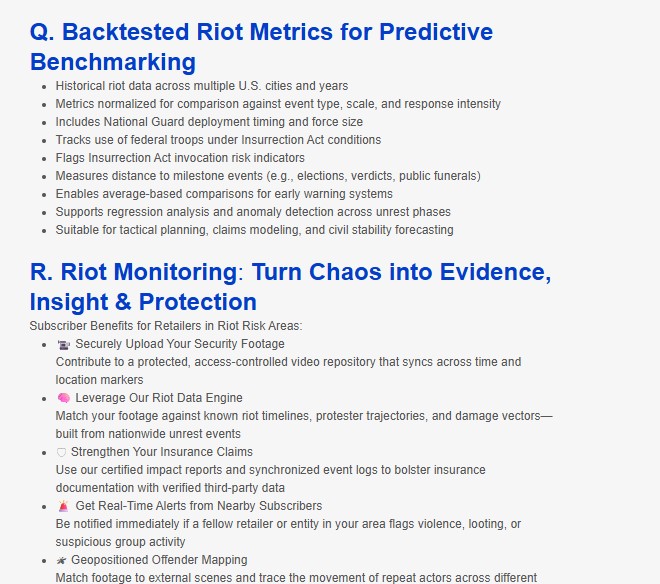 Q. Backtested Riot Metrics for Predictive
Benchmarking
• Historical riot data across multiple U.S. cities and years
• Metrics normalized for comparison against event type, scale, and response intensity
• Includes National Guard deployment timing and force size
• Tracks use of federal troops under Insurrection Act conditions
• Flags Insurrection Act invocation risk indicators
• Measures distance to milestone events (e.g., elections, verdicts, public funerals)
• Enables average-based comparisons for early warning systems
• Supports regression analysis and anomaly detection across unrest phases
• Suitable for tactical planning, claims modeling, and civil stability forecasting
R. Riot Monitoring: Turn Chaos into Evidence,
Insight & Protection
Subscriber Benefits for Retailers in Riot Risk Areas:
• 📹 Securely Upload Your Security Footage
Contribute to a protected, access-controlled video repository that syncs across time and
location markers
• 🧠 Leverage Our Riot Data Engine
Match your footage against known riot timelines, protester trajectories, and damage vectors—
built from nationwide unrest events
• 🛡 Strengthen Your Insurance Claims
Use our certified impact reports and synchronized event logs to bolster insurance
documentation with verified third-party data
• 🚨 Get Real-Time Alerts from Nearby Subscribers
Be notified immediately if a fellow retailer or entity in your area flags violence, looting, or
suspicious group activity
• 🛰 Geopositioned Offender Mapping
Match footage to external scenes and trace the movement of repeat actors across different